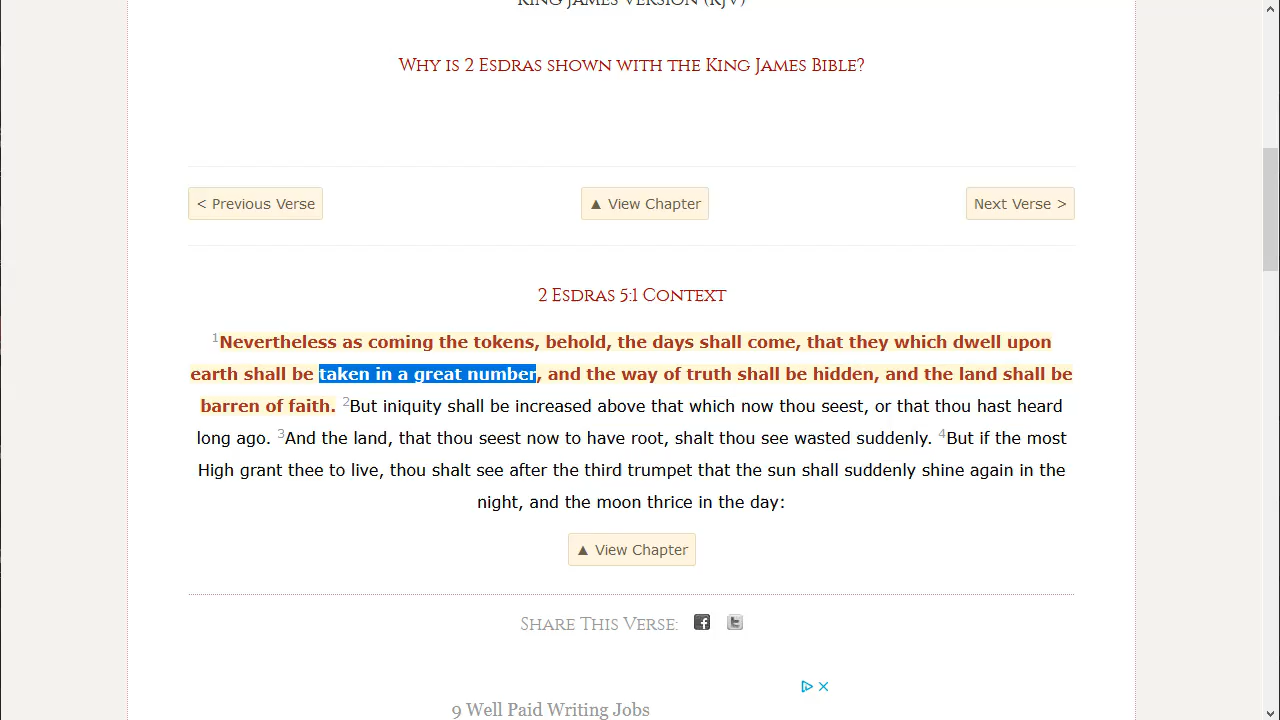 King James Version (KJV)
Why is 2 Esdras shown with the King James Bible?
< Previous Verse
▲ View Chapter
Next Verse >
2 Esdras 5:1 Context
1Nevertheless as coming the tokens, behold, the days shall come, that they which dwell upon
earth shall be taken in a great number, and the way of truth shall be hidden, and the land shall be
barren of faith. 2But iniquity shall be increased above that which now thou seest, or that thou hast heard
long ago. 3And the land, that thou seest now to have root, shalt thou see wasted suddenly. 4But if the most
High grant thee to live, thou shalt see after the third trumpet that the sun shall suddenly shine again in the
night, and the moon thrice in the day:
▲ View Chapter
Share This Verse:
9 Well Paid Writing Jobs